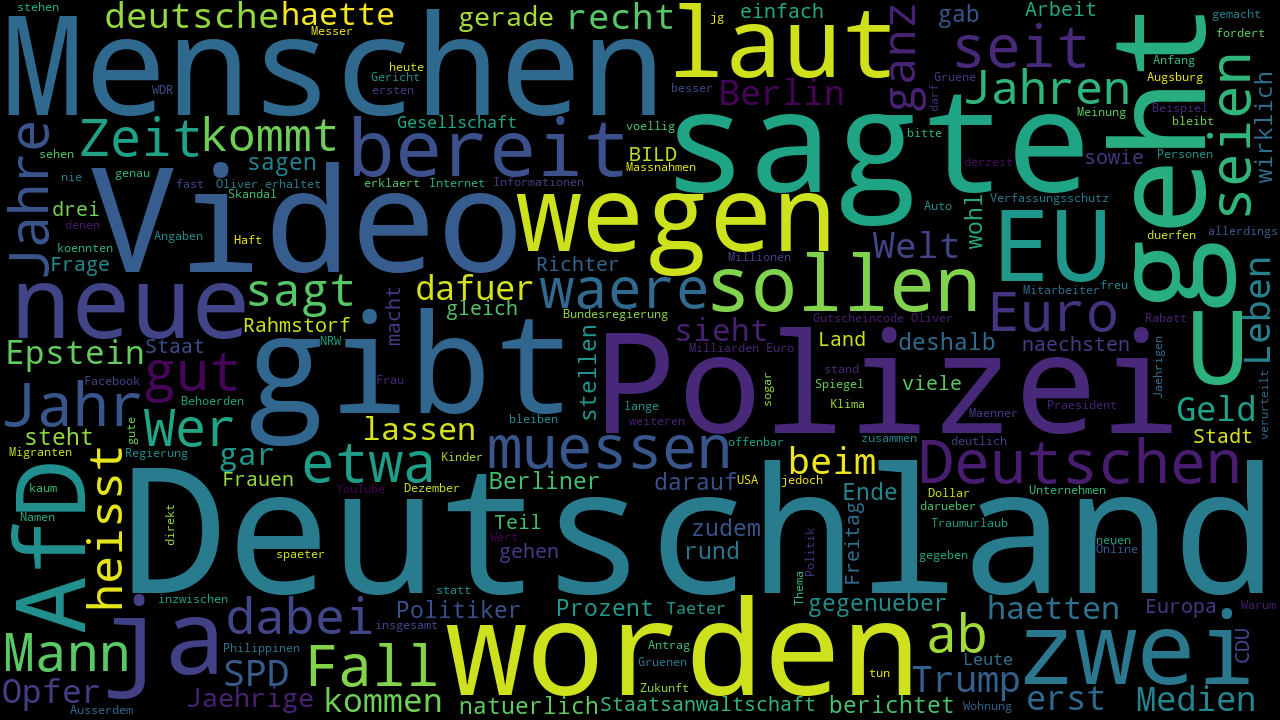 stehen
deutsche
haette
Messer
gerade
recht
laut
jg
einfach
ganz
gab
Arbeit
gemacht
fordert
Menschen
heute
Gericht
ersten
WDR
besser
Berlin
seit
Gruene
darf
Jahren
Anfang
Augsburg
geht
seien
wirklich
Jahre
Zeit
kommt
Gesellschaft
bereit
voellig
BILD
Massnahmen
sagte
bitte
Meinung
Beispiel
bleibt
sowie
Personen
derzeit
sehen
nie
genau
sagen
fast
Oliver erhaltet
Skandal
erklaert
Internet
Informationen
drei
denen
Video
wegen
Auto
wohl
Verfassungsschutz
EU
duerfen
allerdings
koennten
Angaben
Haft
Frage
Richter
Millionen
Welt
Mitarbeiter
freu
Leben
neue
sagt
macht
dafuer
gleich
waere
sollen
Bundesregierung
Gutscheincode Oliver
Euro
Rabatt
Rahmstorf
NRW
Epstein
Staat
gibt
stellen
sieht
Milliarden Euro
Land
deshalb
naechsten
Jaehrigen
Facebook
gut
Behoerden
Frau
Polizei
stand
Spiegel
Klima
viele
sogar
Jahr
Wer
gute
bleiben
lange
weiteren
Maenner
Praesident
Geld
verurteilt
Warum
steht
Migranten
Regierung
gar
lassen
muessen
offenbar
zusammen
deutlich
Stadt
AfD
kaum
Namen
heisst
etwa
Kinder
Frauen
YouTube
Dezember
Berliner
darauf
USA
beim
jedoch
Deutschen
Ende
Dollar
darueber
Unternehmen
direkt
Deutschland
spaeter
Teil
Wert
gehen
zudem
rund
Freitag
Politik
Traumurlaub
gegeben
neuen
Online
inzwischen
statt
Thema
ja
dabei
Politiker
insgesamt
Prozent
Taeter
gegenueber
haetten
Europa
Mann
Philippinen
SPD
Fall
worden
Antrag
Gruenen
Zukunft
tun
ab
Leute
zwei
CDU
Opfer
Ausserdem
Jaehrige
kommen
natuerlich
Staatsanwaltschaft
berichtet
Trump
Wohnung
erst
Medien